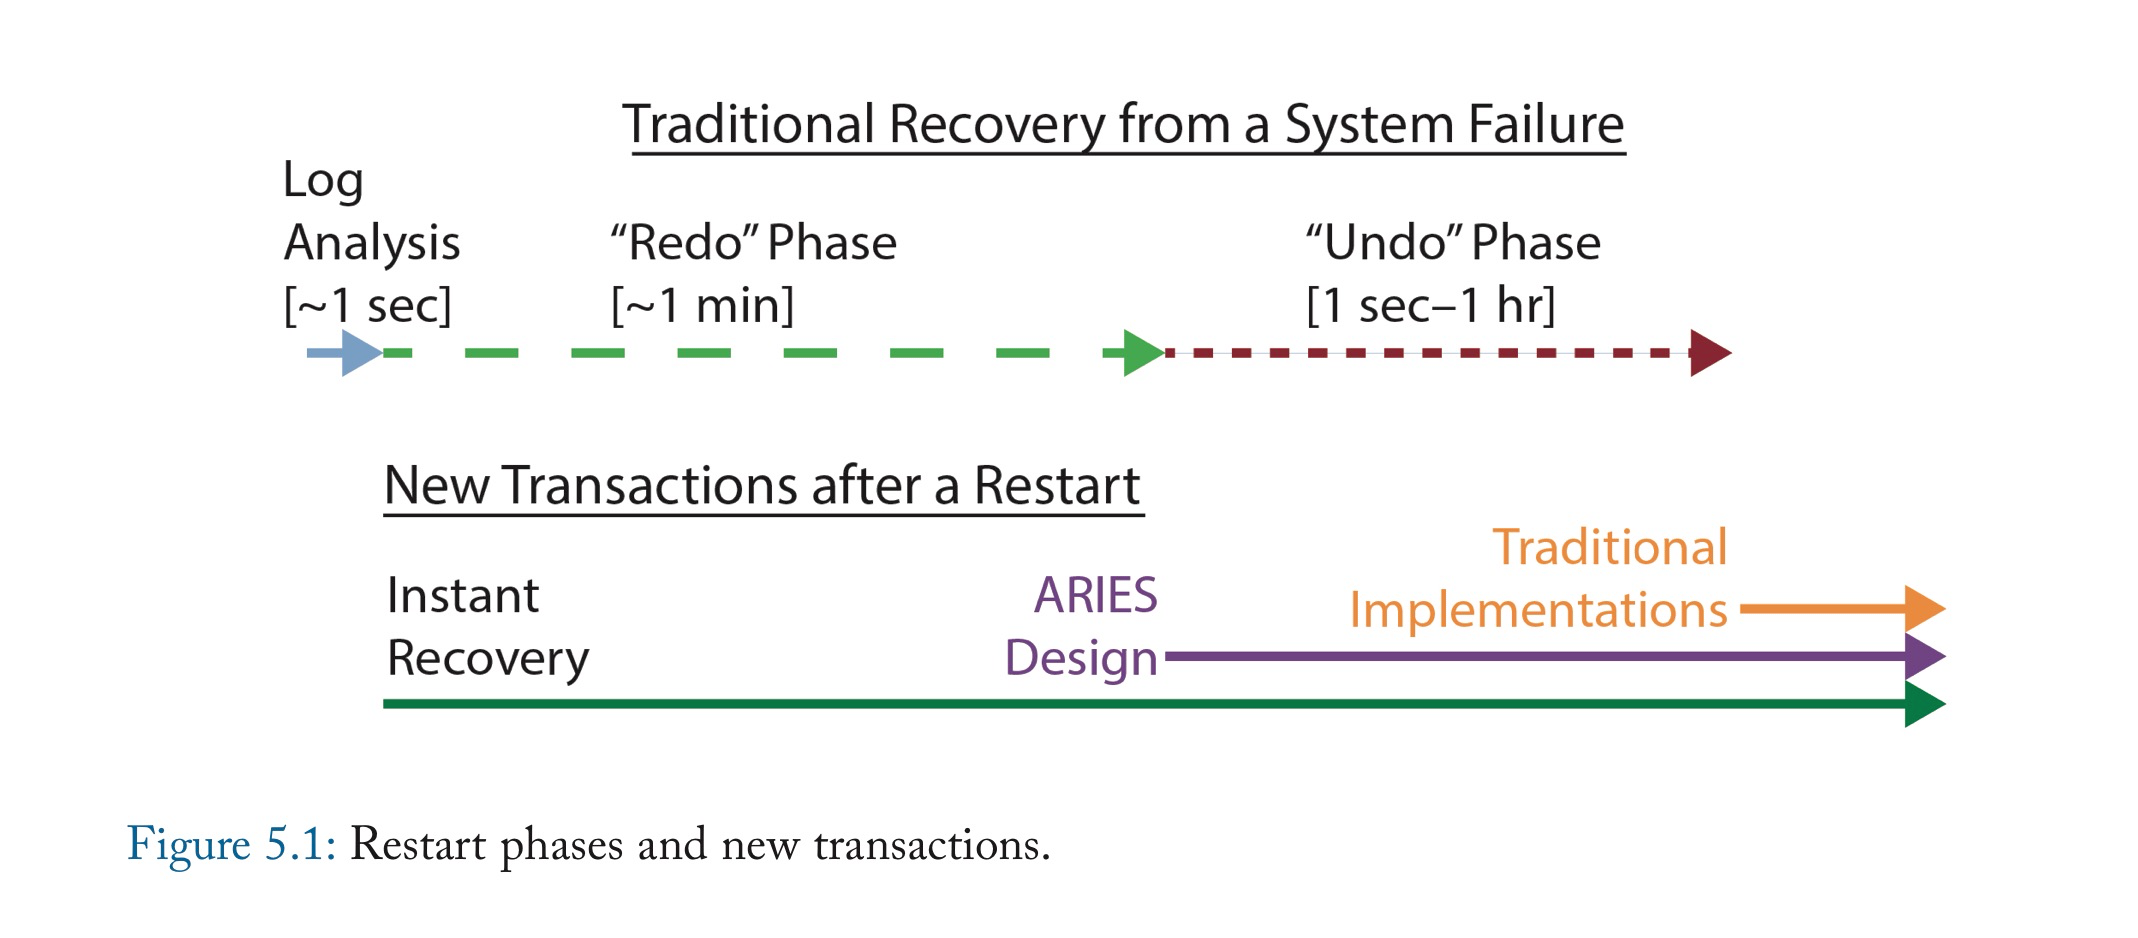 Traditional Recovery from a System Failure
Log
Analysis
[~1 sec]
“Redo” Phase
[~1 min]
“Undo” Phase
[1 sec–1 hr]
New Transactions after a Restart
Instant
Recovery
ARIES
Design
Traditional
Implementations
Figure 5.1: Restart phases and new transactions.